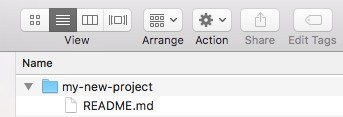 View Arrange Action Share Edit Tags
Name
my-new-project
README.md